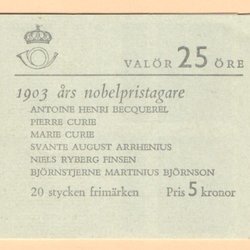 VALÖR 25 ÖRE
1903 års nobelpristagare
ANTOINE HENRI BECQUEREL
PIERRE CURIE
MARIE CURIE
SVANTE AUGUST ARRHENIUS
NIELS RYBERG FINSEN
BJÖRNSTJERNE MARTINIUS BJÖRNSON
20 stycken frimärken Pris 5 kronor